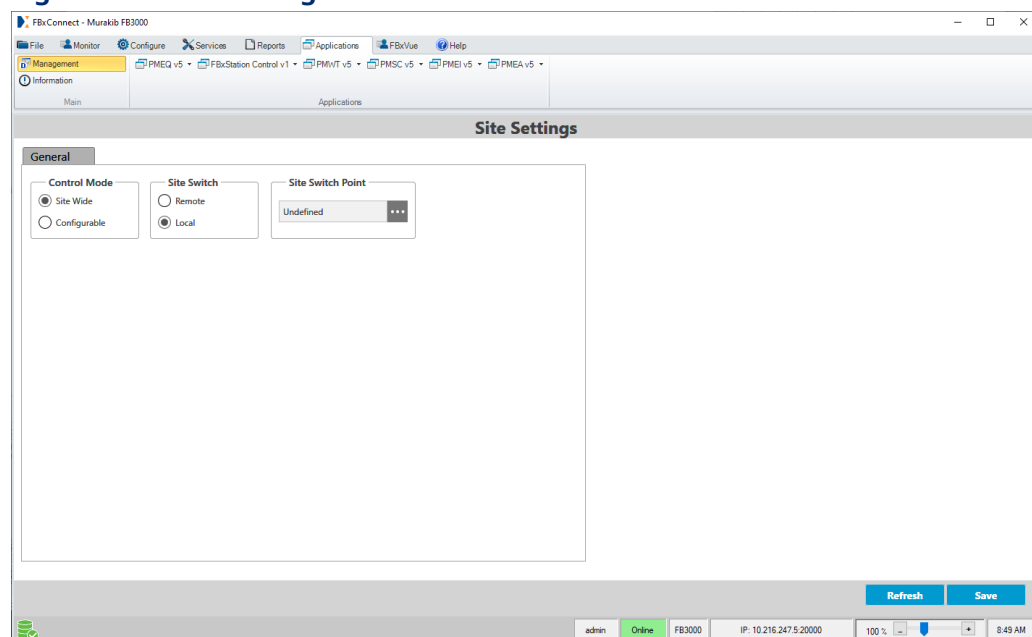 FBxConnect - Murakib FB3000
File Monitor Configure Services Reports Applications FBxVue Help
Management PMEQ v5 FBxStation Control v1 PMWT v5 PMSC v5 PMEI v5 PMEA v5
Information
Main Applications
Site Settings
General
Control Mode Site Switch Site Switch Point
Site Wide Remote
Undefined ...
Configurable Local
Refresh Save
admin Online FB3000 IP: 10.216.247.5:20000 100 % - + 8:49 AM